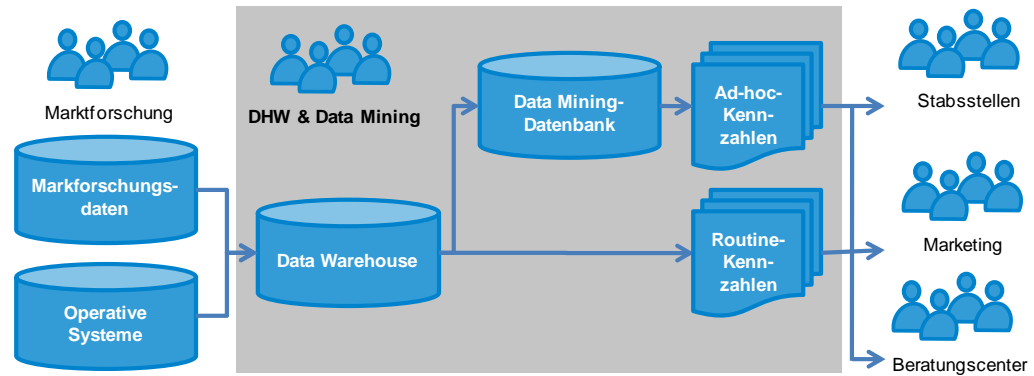 Marktforschung
Markforschungs-
daten
Operative
Systeme
DHW & Data Mining
Data Warehouse
Data Mining-
Datenbank
Ad-hoc-
Kenn-
zahlen
Routine-
Kenn-
zahlen
Stabsstellen
Marketing
Beratungscenter